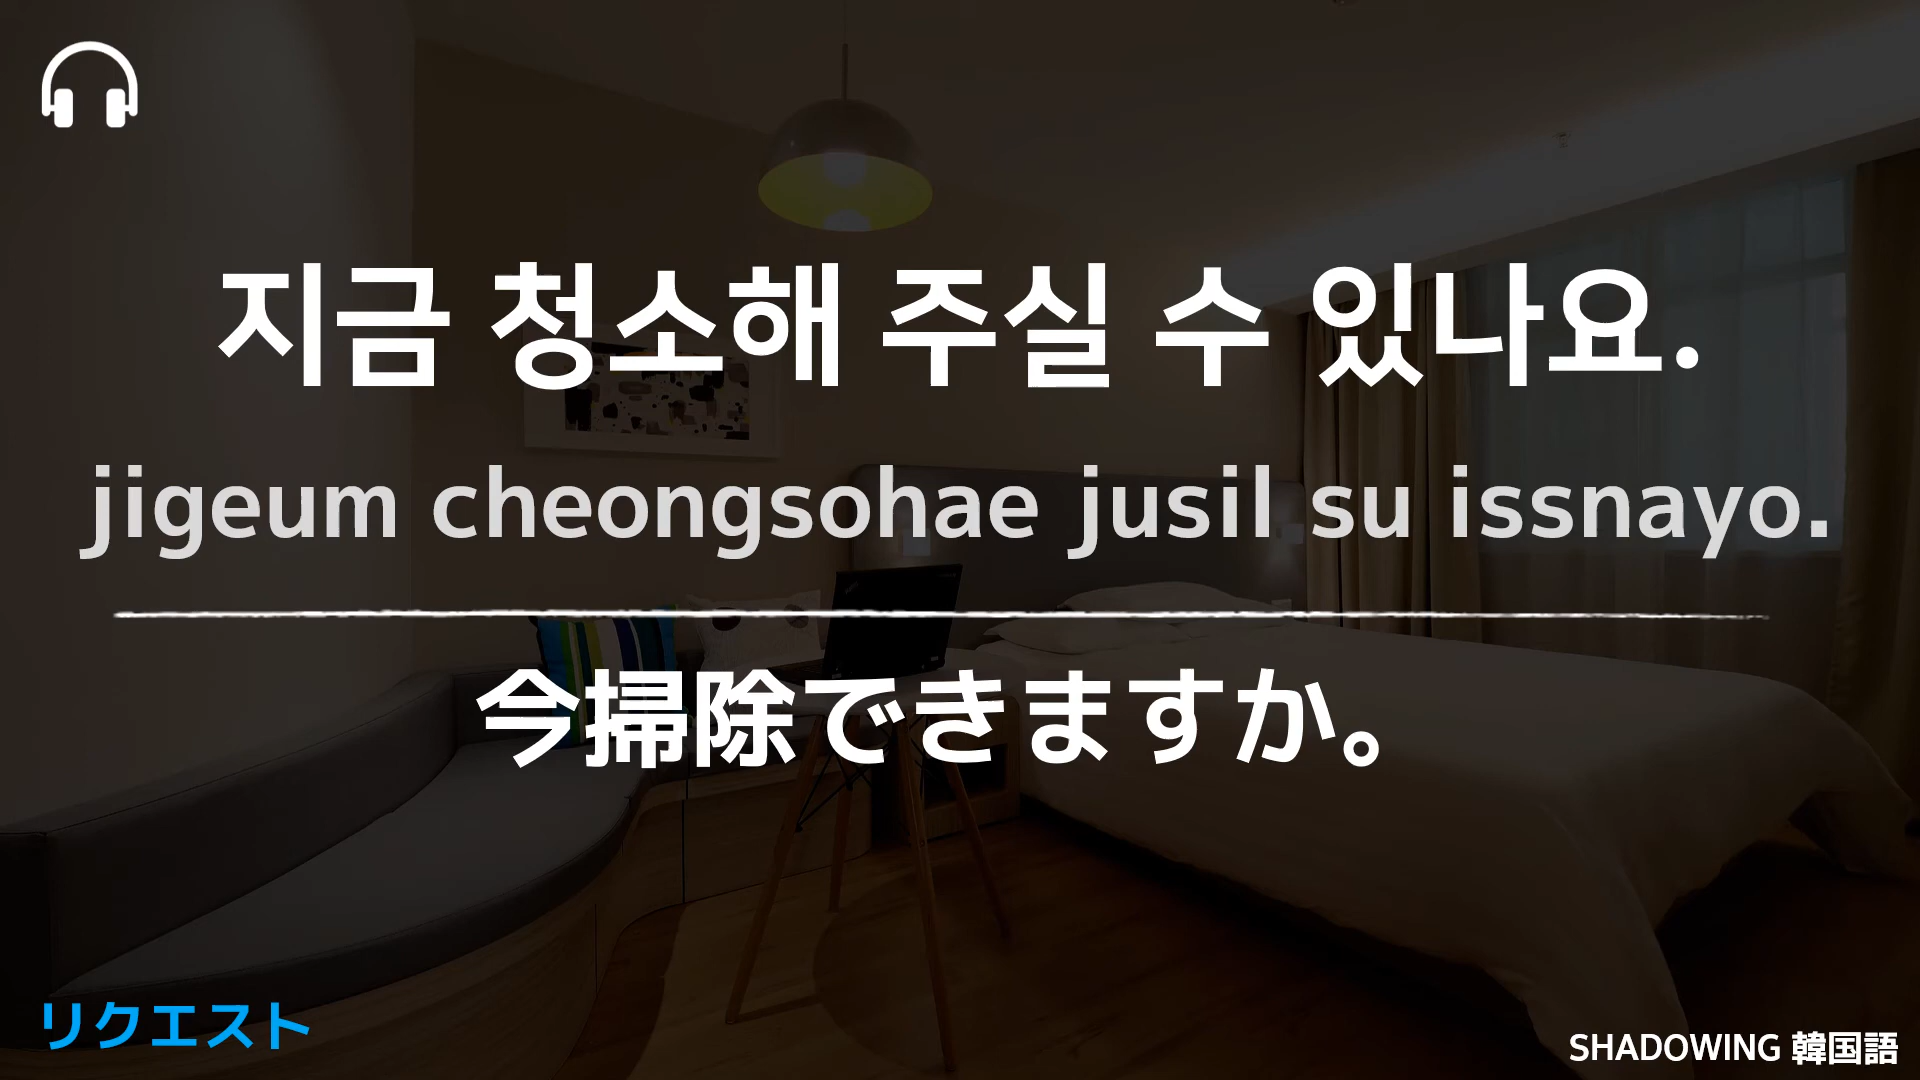 지금 청소해 주실 수 있나요.
jigeum cheongsohae jusil su issnayo.
今掃除できますか。
リクエスト
SHADOWING 韓国語